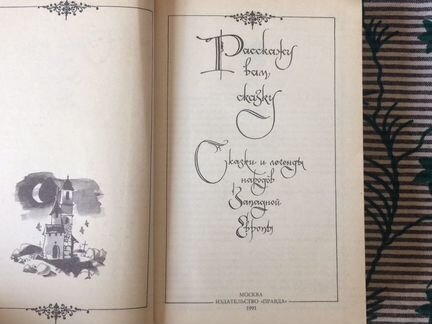 Расскажу
вам
сказку
Сказки и легенды
народов
Западной
Европы
МОСКВА
ИЗДАТЕЛЬСТВО «ПРАВДА»
1991